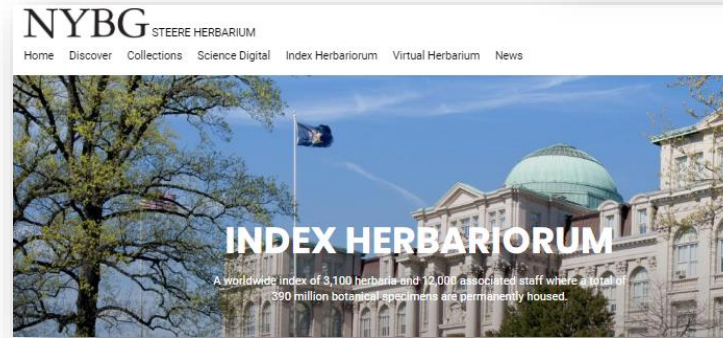 NYBG STEERE HERBARIUM
Home Discover Collections Science Digital Index Herbariorum Virtual Herbarium News
INDEX HERBARIORUM
A worldwide index of 3,100 herbaria and 12,000 associated staff where a total of
390 million botanical specimens are permanently housed.